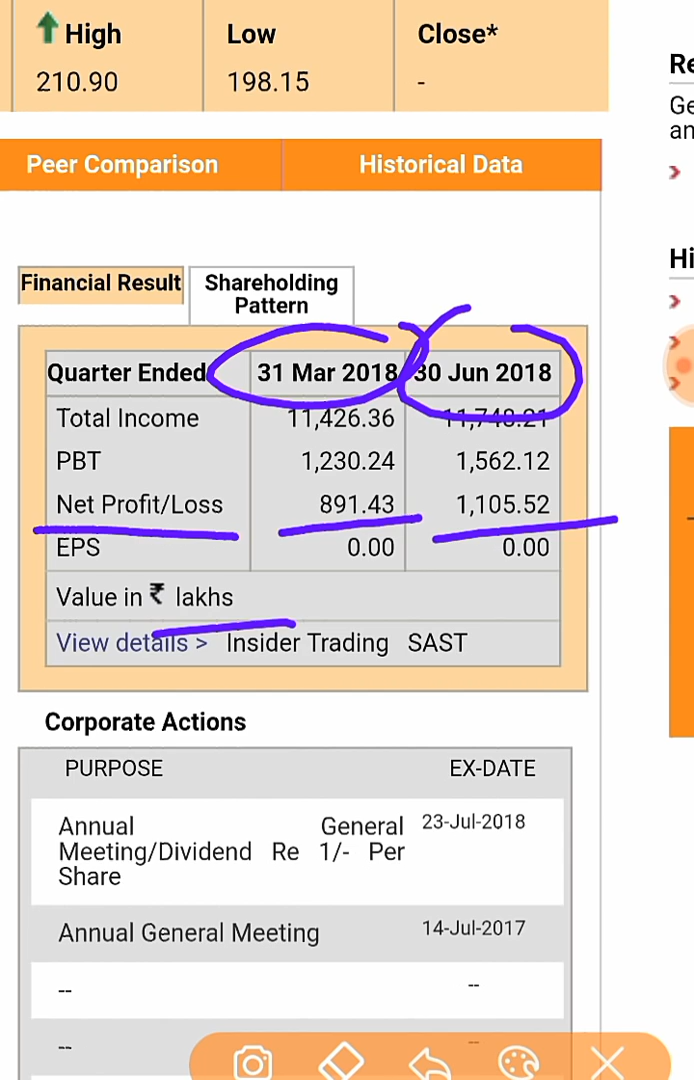 High Low Close*
210.90 198.15 -
Re
Ge
an
Peer Comparison Historical Data
Hi
Financial Result Shareholding
Pattern
Quarter Ended 31 Mar 2018 30 Jun 2018
Total Income 11,426.36 11,748.21
PBT 1,230.24 1,562.12
Net Profit/Loss 891.43 1,105.52
EPS 0.00 0.00
Value in ₹ lakhs
View details > Insider Trading SAST
Corporate Actions
PURPOSE EX-DATE
Annual General 23-Jul-2018
Meeting/Dividend Re 1/- Per
Share
Annual General Meeting 14-Jul-2017
-- --
-- --